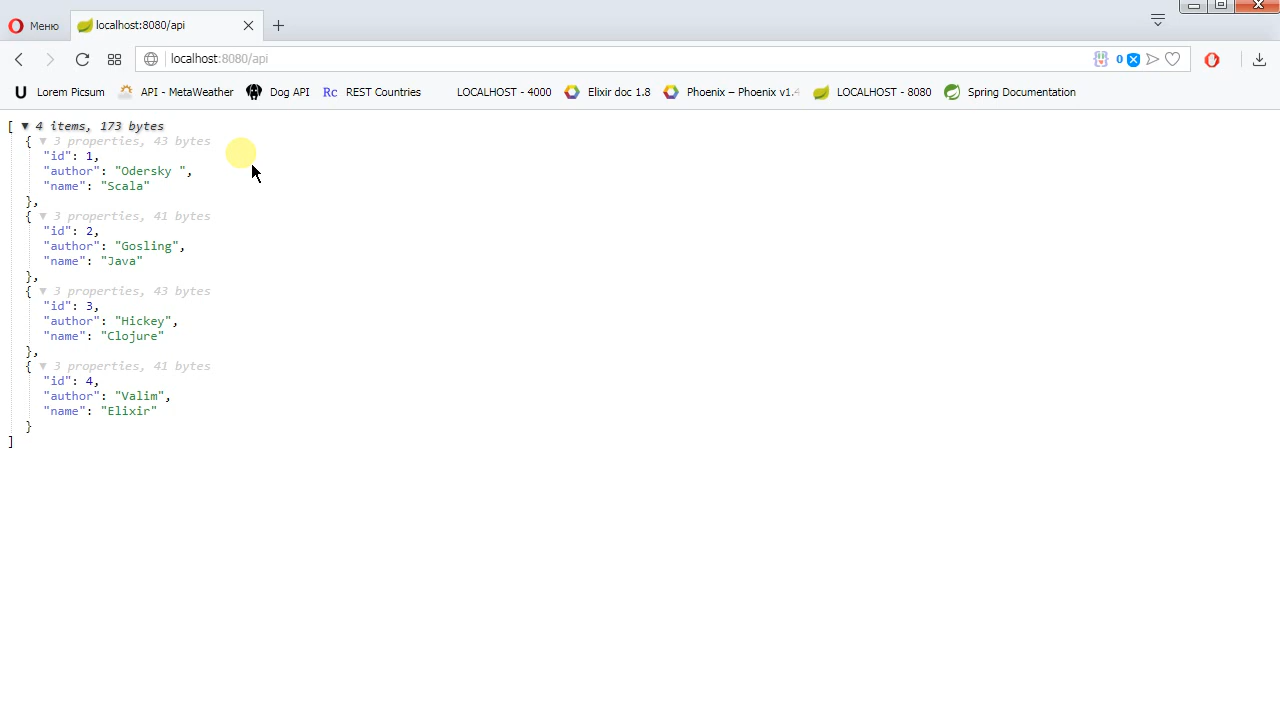 Меню
localhost:8080/api
localhost:8080/api
0
U Lorem Picsum
API - MetaWeather
Dog API
Rc REST Countries
LOCALHOST - 4000
Elixir doc 1.8
Phoenix – Phoenix v1.4
LOCALHOST - 8080
Spring Documentation
[ ▼ 4 items, 173 bytes
{ ▼ 3 properties, 43 bytes
"id": 1,
"author": "Odersky ",
"name": "Scala"
},
{ ▼ 3 properties, 41 bytes
"id": 2,
"author": "Gosling",
"name": "Java"
},
{ ▼ 3 properties, 43 bytes
"id": 3,
"author": "Hickey",
"name": "Clojure"
},
{ ▼ 3 properties, 41 bytes
"id": 4,
"author": "Valim",
"name": "Elixir"
}
]